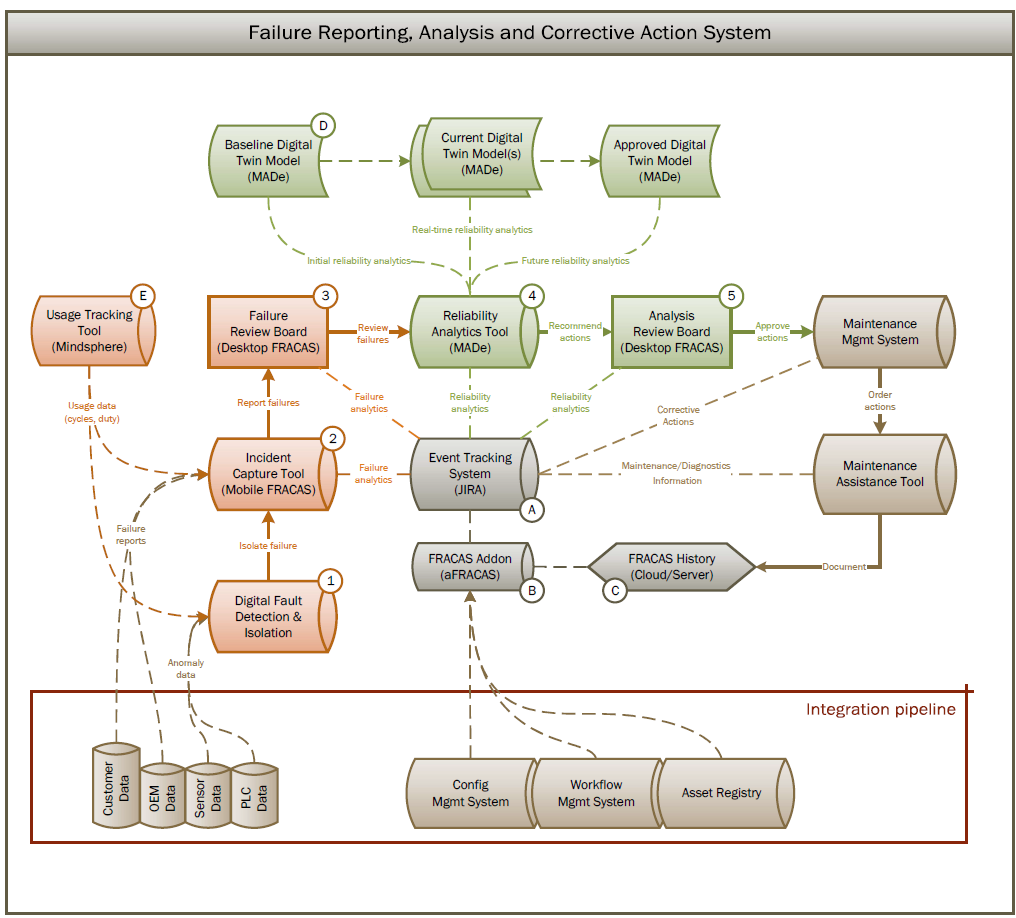 Failure Reporting, Analysis and Corrective Action System
D
Baseline Digital
Twin Model
(MADe)
Current Digital
Twin Model(s)
(MADe)
Approved Digital
Twin Model
(MADe)
Real-time reliability analytics
Initial reliability analytics
Future reliability analytics
E
Usage Tracking
Tool
(Mindsphere)
3
Failure
Review Board
(Desktop FRACAS)
Review
failures
4
Reliability
Analytics Tool
(MADe)
Recommend
actions
5
Analysis
Review Board
(Desktop FRACAS)
Approve
actions
Maintenance
Mgmt System
Usage data
(cycles, duty)
Report failures
Failure
analytics
Reliability
analytics
Reliability
analytics
Corrective
Actions
Order
actions
2
Incident
Capture Tool
(Mobile FRACAS)
Failure
analytics
Event Tracking
System
(JIRA)
A
Maintenance/Diagnostics
Information
Maintenance
Assistance Tool
Failure
reports
Isolate failure
FRACAS Addon
(aFRACAS)
B
FRACAS History
(Cloud/Server)
C
Document
1
Digital Fault
Detection &
Isolation
Anomaly
data
Integration pipeline
Customer
Data
OEM
Data
Sensor
Data
PLC
Data
Config
Mgmt System
Workflow
Mgmt System
Asset Registry